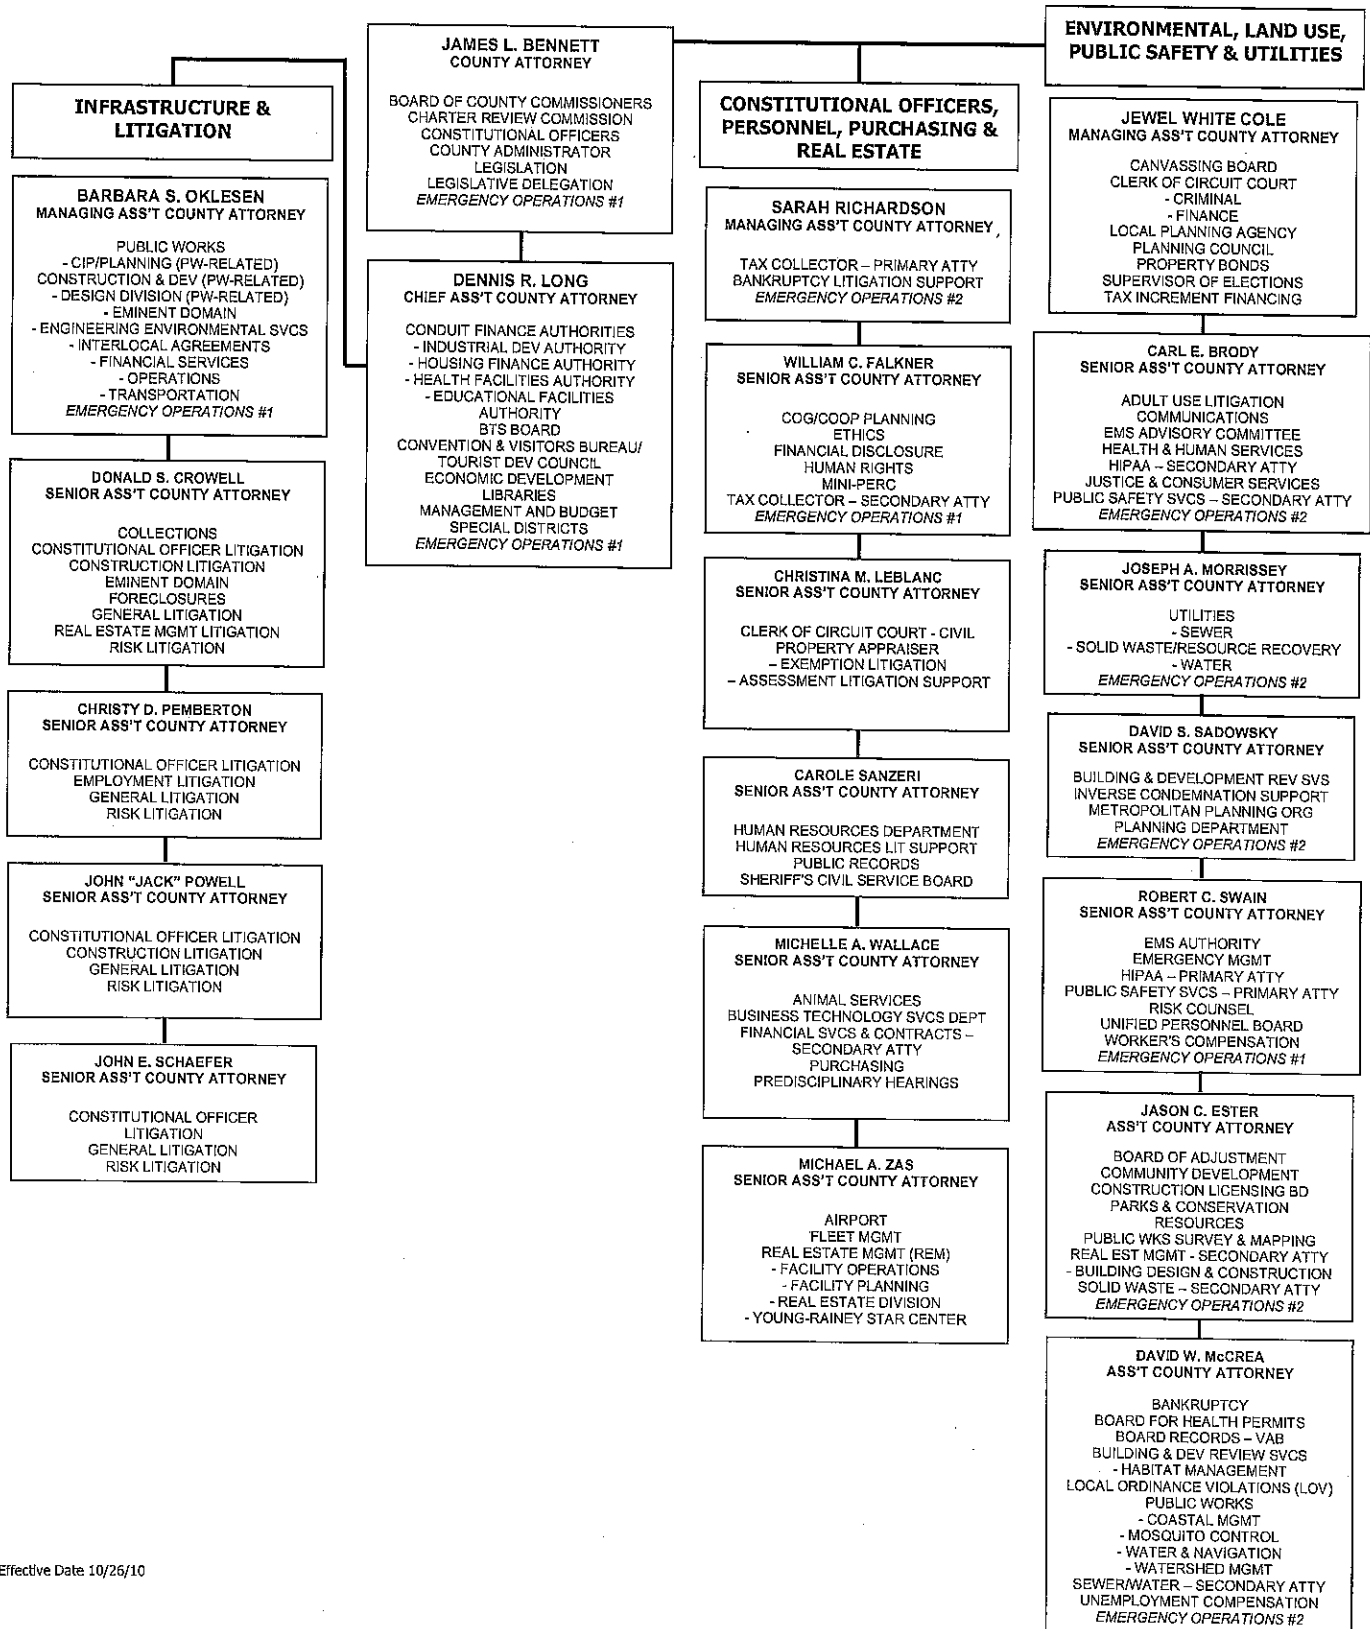 JAMES L. BENNETT
COUNTY ATTORNEY
BOARD OF COUNTY COMMISSIONERS
CHARTER REVIEW COMMISSION
CONSTITUTIONAL OFFICERS
COUNTY ADMINISTRATOR
LEGISLATION
LEGISLATIVE DELEGATION
EMERGENCY OPERATIONS #1
DENNIS R. LONG
CHIEF ASS'T COUNTY ATTORNEY
CONDUIT FINANCE AUTHORITIES
- INDUSTRIAL DEV AUTHORITY
- HOUSING FINANCE AUTHORITY
- HEALTH FACILITIES AUTHORITY
- EDUCATIONAL FACILITIES
AUTHORITY
BTS BOARD
CONVENTION & VISITORS BUREAU/
TOURIST DEV COUNCIL
ECONOMIC DEVELOPMENT
LIBRARIES
MANAGEMENT AND BUDGET
SPECIAL DISTRICTS
EMERGENCY OPERATIONS #1
INFRASTRUCTURE &
LITIGATION
BARBARA S. OKLESEN
MANAGING ASS'T COUNTY ATTORNEY
PUBLIC WORKS
- CIP/PLANNING (PW-RELATED)
CONSTRUCTION & DEV (PW-RELATED)
- DESIGN DIVISION (PW-RELATED)
- EMINENT DOMAIN
- ENGINEERING ENVIRONMENTAL SVCS
- INTERLOCAL AGREEMENTS
- FINANCIAL SERVICES
- OPERATIONS
- TRANSPORTATION
EMERGENCY OPERATIONS #1
DONALD S. CROWELL
SENIOR ASS'T COUNTY ATTORNEY
COLLECTIONS
CONSTITUTIONAL OFFICER LITIGATION
CONSTRUCTION LITIGATION
EMINENT DOMAIN
FORECLOSURES
GENERAL LITIGATION
REAL ESTATE MGMT LITIGATION
RISK LITIGATION
CHRISTY D. PEMBERTON
SENIOR ASS'T COUNTY ATTORNEY
CONSTITUTIONAL OFFICER LITIGATION
EMPLOYMENT LITIGATION
GENERAL LITIGATION
RISK LITIGATION
JOHN "JACK" POWELL
SENIOR ASS'T COUNTY ATTORNEY
CONSTITUTIONAL OFFICER LITIGATION
CONSTRUCTION LITIGATION
GENERAL LITIGATION
RISK LITIGATION
JOHN E. SCHAEFER
SENIOR ASS'T COUNTY ATTORNEY
CONSTITUTIONAL OFFICER
LITIGATION
GENERAL LITIGATION
RISK LITIGATION
CONSTITUTIONAL OFFICERS,
PERSONNEL, PURCHASING &
REAL ESTATE
SARAH RICHARDSON
MANAGING ASS'T COUNTY ATTORNEY
TAX COLLECTOR – PRIMARY ATTY
BANKRUPTCY LITIGATION SUPPORT
EMERGENCY OPERATIONS #2
WILLIAM C. FALKNER
SENIOR ASS'T COUNTY ATTORNEY
COG/COOP PLANNING
ETHICS
FINANCIAL DISCLOSURE
HUMAN RIGHTS
MINI-PERC
TAX COLLECTOR – SECONDARY ATTY
EMERGENCY OPERATIONS #1
CHRISTINA M. LEBLANC
SENIOR ASS'T COUNTY ATTORNEY
CLERK OF CIRCUIT COURT - CIVIL
PROPERTY APPRAISER
– EXEMPTION LITIGATION
– ASSESSMENT LITIGATION SUPPORT
CAROLE SANZERI
SENIOR ASS'T COUNTY ATTORNEY
HUMAN RESOURCES DEPARTMENT
HUMAN RESOURCES LIT SUPPORT
PUBLIC RECORDS
SHERIFF'S CIVIL SERVICE BOARD
MICHELLE A. WALLACE
SENIOR ASS'T COUNTY ATTORNEY
ANIMAL SERVICES
BUSINESS TECHNOLOGY SVCS DEPT
FINANCIAL SVCS & CONTRACTS –
SECONDARY ATTY
PURCHASING
PREDISCIPLINARY HEARINGS
MICHAEL A. ZAS
SENIOR ASS'T COUNTY ATTORNEY
AIRPORT
FLEET MGMT
REAL ESTATE MGMT (REM)
- FACILITY OPERATIONS
- FACILITY PLANNING
- REAL ESTATE DIVISION
- YOUNG-RAINEY STAR CENTER
ENVIRONMENTAL, LAND USE,
PUBLIC SAFETY & UTILITIES
JEWEL WHITE COLE
MANAGING ASS'T COUNTY ATTORNEY
CANVASSING BOARD
CLERK OF CIRCUIT COURT
- CRIMINAL
- FINANCE
LOCAL PLANNING AGENCY
PLANNING COUNCIL
PROPERTY BONDS
SUPERVISOR OF ELECTIONS
TAX INCREMENT FINANCING
CARL E. BRODY
SENIOR ASS'T COUNTY ATTORNEY
ADULT USE LITIGATION
COMMUNICATIONS
EMS ADVISORY COMMITTEE
HEALTH & HUMAN SERVICES
HIPAA – SECONDARY ATTY
JUSTICE & CONSUMER SERVICES
PUBLIC SAFETY SVCS – SECONDARY ATTY
EMERGENCY OPERATIONS #2
JOSEPH A. MORRISSEY
SENIOR ASS'T COUNTY ATTORNEY
UTILITIES
- SEWER
- SOLID WASTE/RESOURCE RECOVERY
- WATER
EMERGENCY OPERATIONS #2
DAVID S. SADOWSKY
SENIOR ASS'T COUNTY ATTORNEY
BUILDING & DEVELOPMENT REV SVS
INVERSE CONDEMNATION SUPPORT
METROPOLITAN PLANNING ORG
PLANNING DEPARTMENT
EMERGENCY OPERATIONS #2
ROBERT C. SWAIN
SENIOR ASS'T COUNTY ATTORNEY
EMS AUTHORITY
EMERGENCY MGMT
HIPAA – PRIMARY ATTY
PUBLIC SAFETY SVCS – PRIMARY ATTY
RISK COUNSEL
UNIFIED PERSONNEL BOARD
WORKER'S COMPENSATION
EMERGENCY OPERATIONS #1
JASON C. ESTER
ASS'T COUNTY ATTORNEY
BOARD OF ADJUSTMENT
COMMUNITY DEVELOPMENT
CONSTRUCTION LICENSING BD
PARKS & CONSERVATION
RESOURCES
PUBLIC WKS SURVEY & MAPPING
REAL EST MGMT - SECONDARY ATTY
- BUILDING DESIGN & CONSTRUCTION
SOLID WASTE – SECONDARY ATTY
EMERGENCY OPERATIONS #2
DAVID W. McCREA
ASS'T COUNTY ATTORNEY
BANKRUPTCY
BOARD FOR HEALTH PERMITS
BOARD RECORDS – VAB
BUILDING & DEV REVIEW SVCS
- HABITAT MANAGEMENT
LOCAL ORDINANCE VIOLATIONS (LOV)
PUBLIC WORKS
- COASTAL MGMT
- MOSQUITO CONTROL
- WATER & NAVIGATION
- WATERSHED MGMT
SEWER/WATER – SECONDARY ATTY
UNEMPLOYMENT COMPENSATION
EMERGENCY OPERATIONS #2
Effective Date 10/26/10